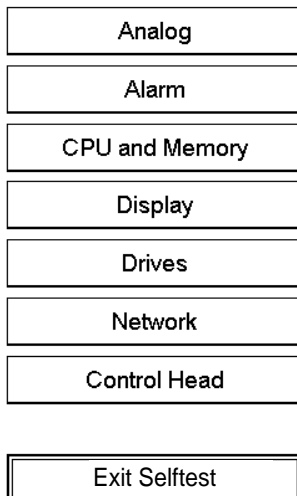 Analog
Alarm
CPU and Memory
Display
Drives
Network
Control Head
Exit Selftest